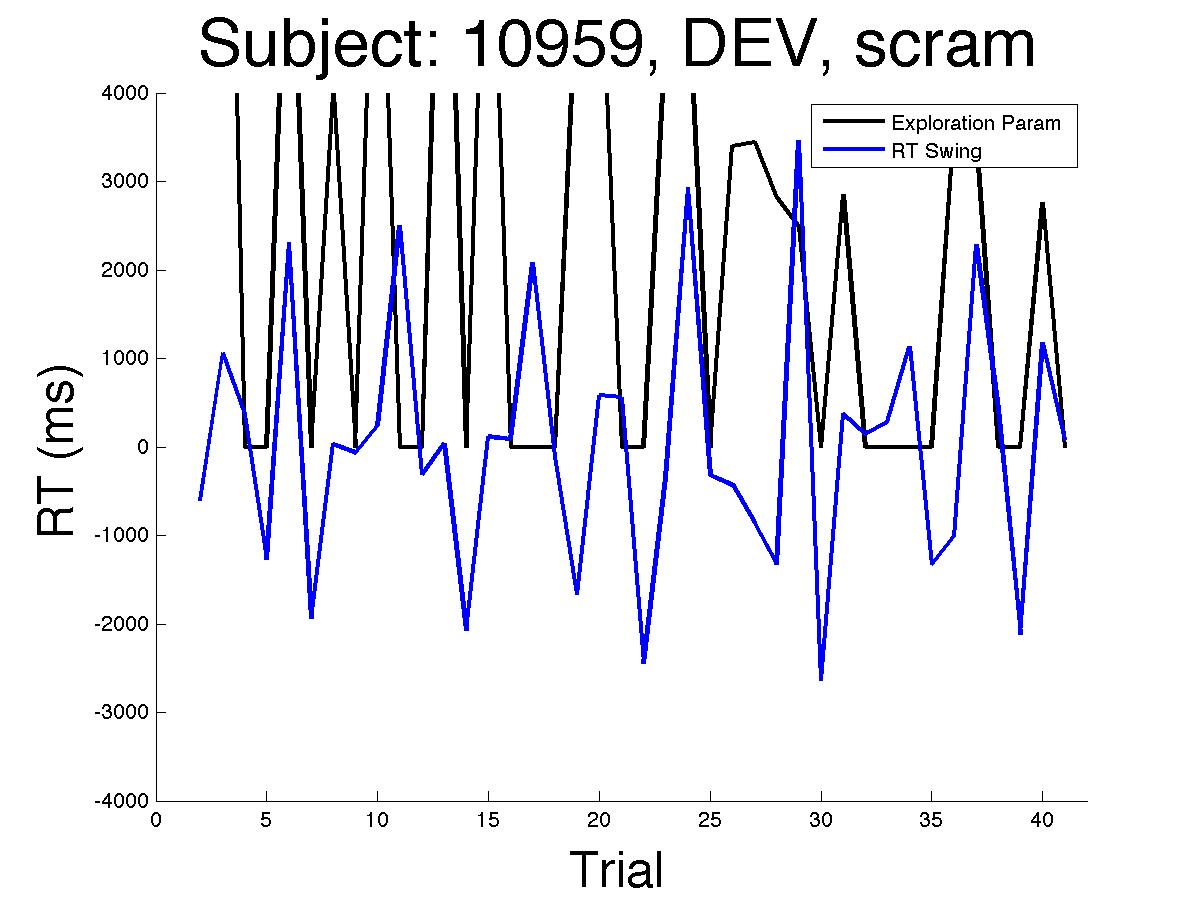 Subject: 10959, DEV, scram
Exploration Param
RT Swing
RT (ms)
4000
3000
2000
1000
0
-1000
-2000
-3000
-4000
0 5 10 15 20 25 30 35 40
Trial